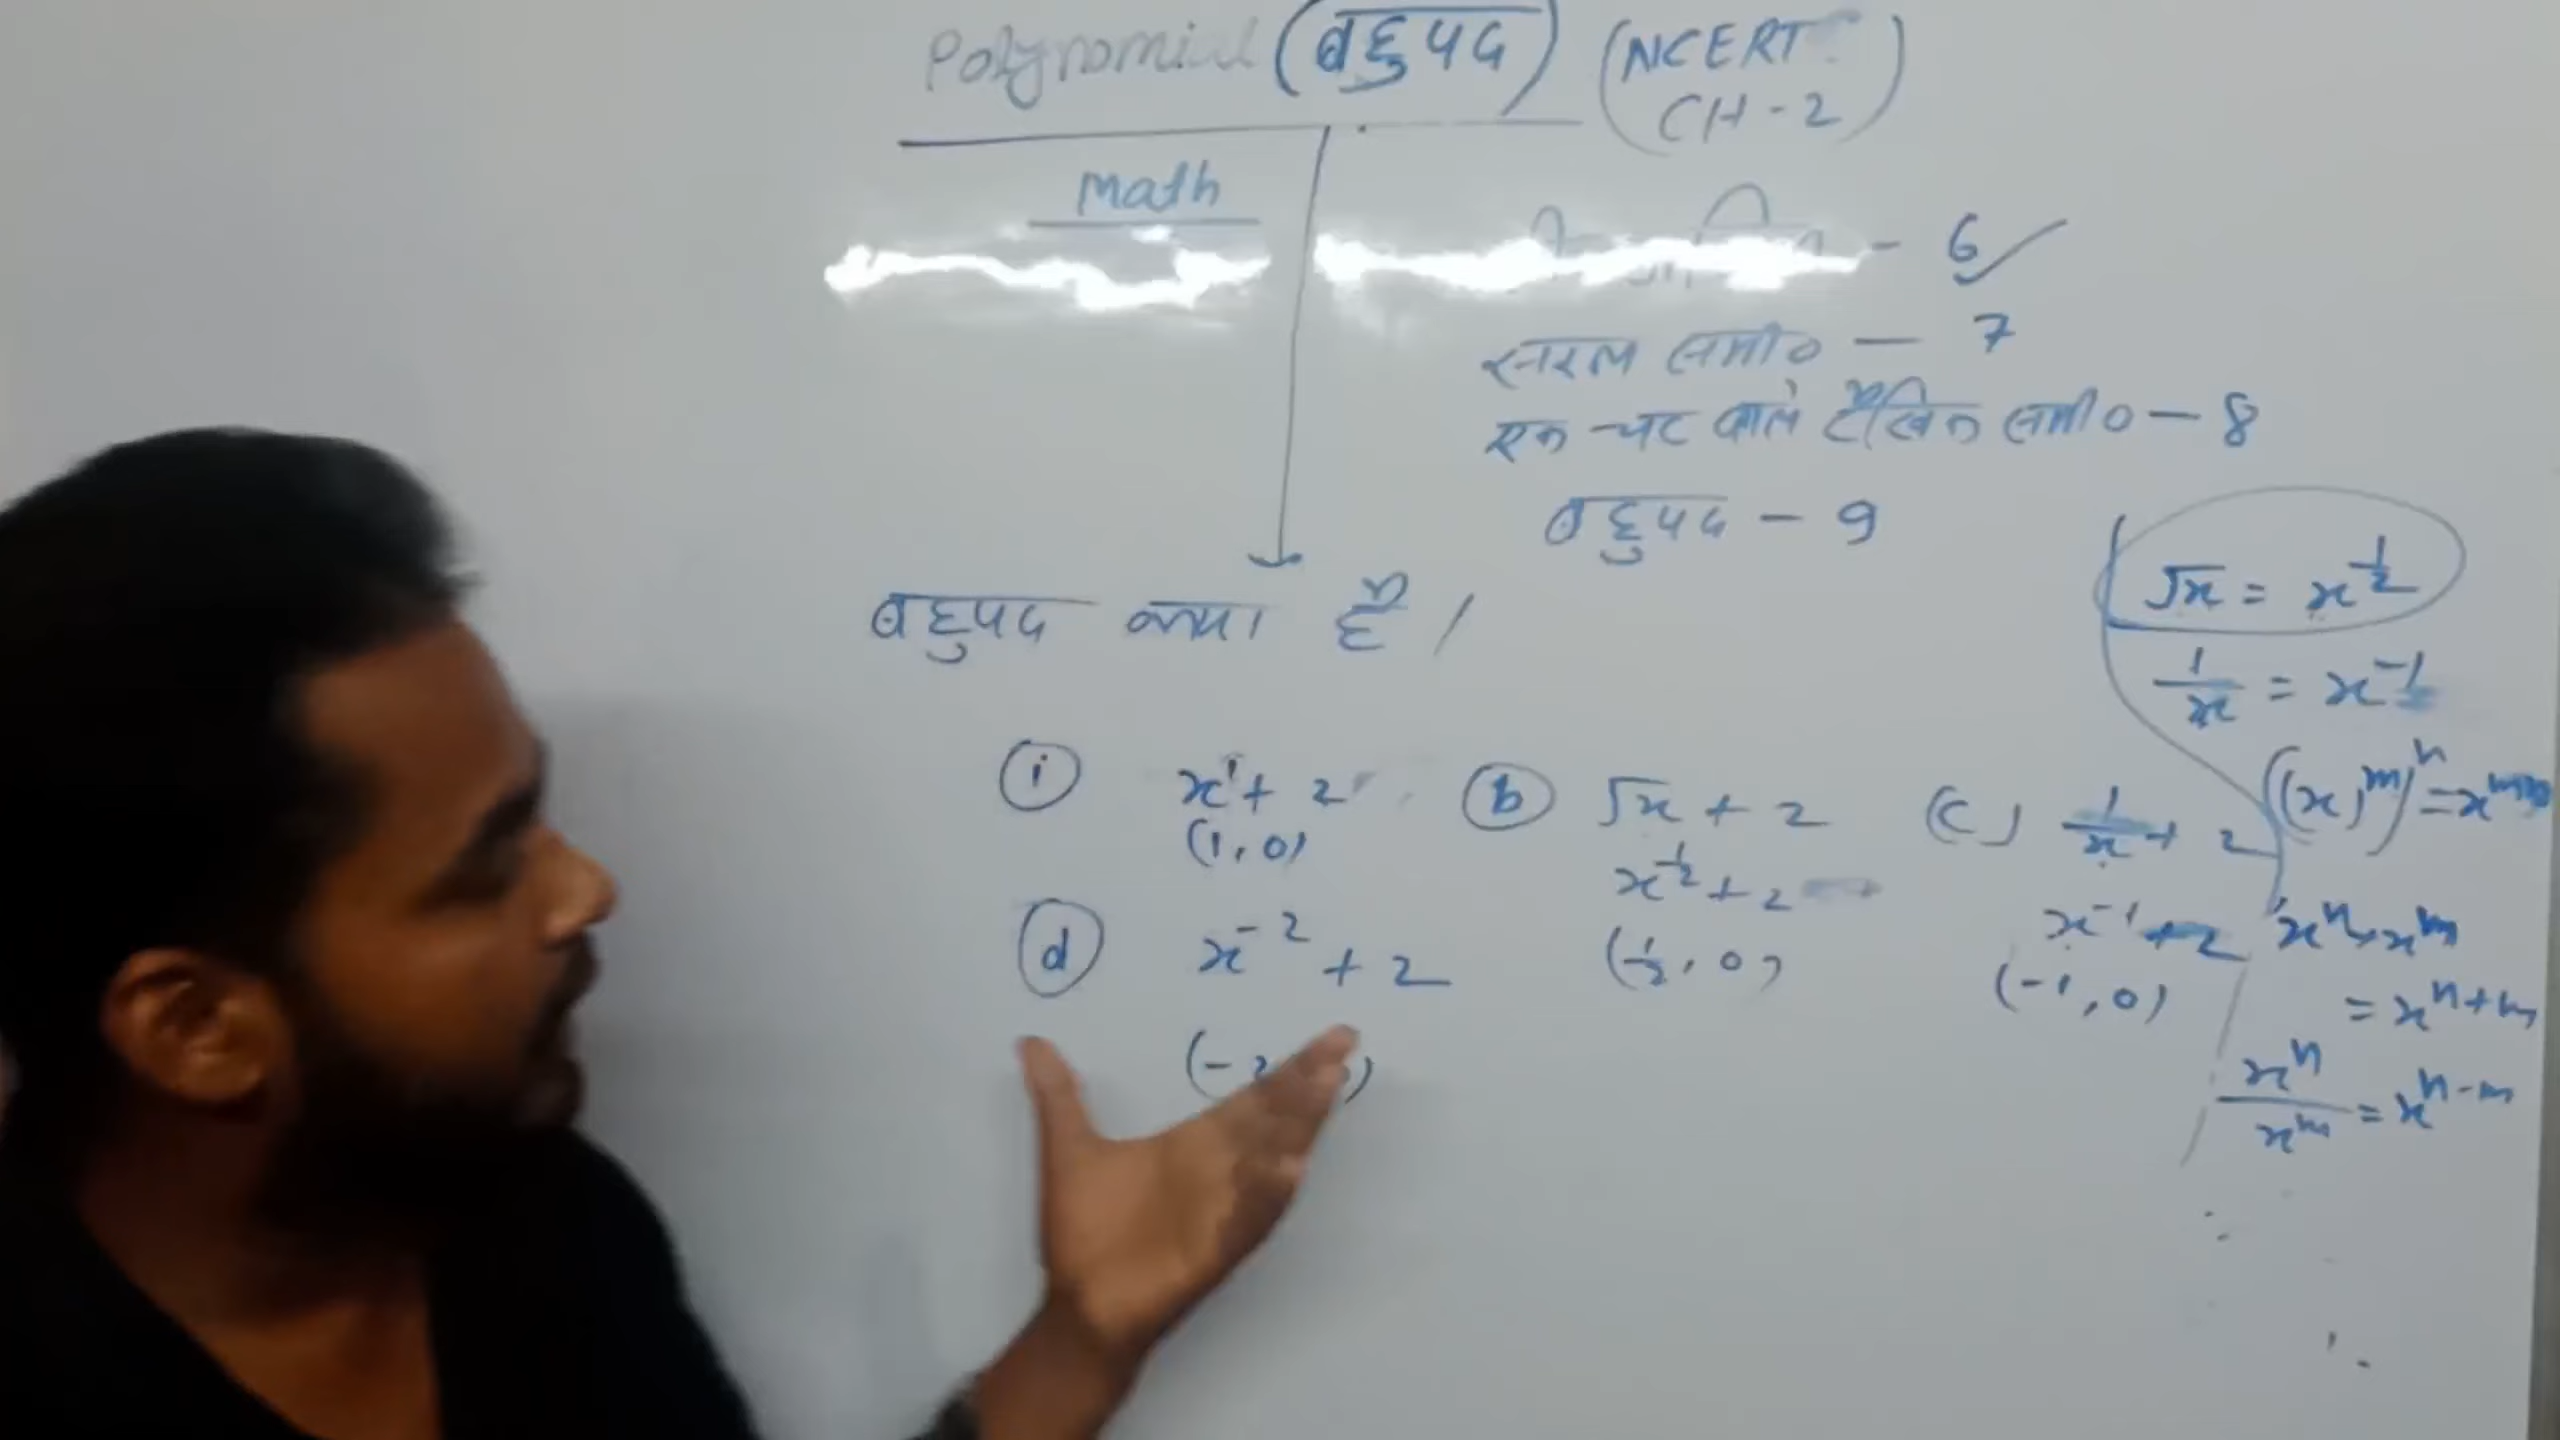 Polynomial (बहुपद) (NCERT
CH-2)
Math
- 6
सरल समी० — 7
एक चर वाले रैखिक समी० — 8
बहुपद - 9
बहुपद क्या है /
√x = x^1/2
1/x = x^-1
((x)^m)^n = x^m×n
(i) x^1 + 2 (b) √x + 2 (c) 1/x + 2
(1, 0) x^1/2 + 2 x^-1 + 2
(d) x^-2 + 2 (1/2, 0) (-1, 0)
(-2
x^n × x^m
= x^n+m
x^n/x^m = x^n-m